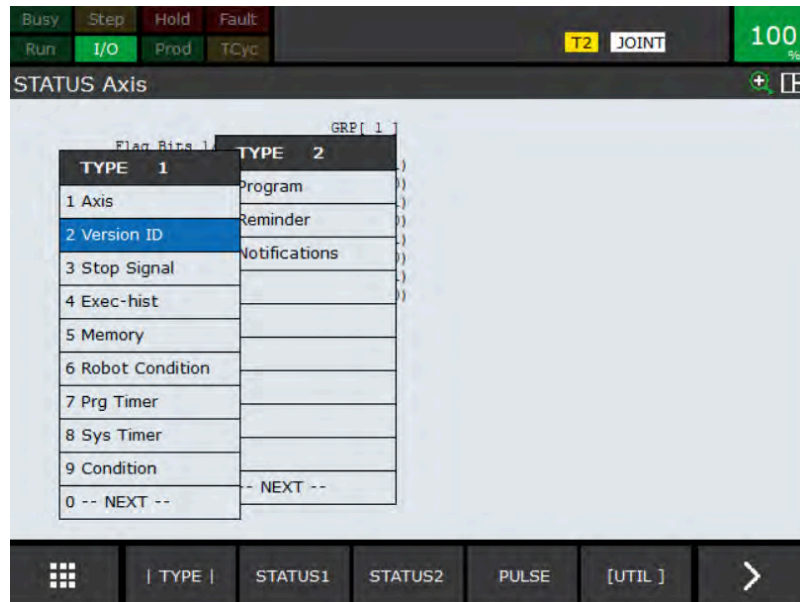 Busy Step Hold Fault
Run I/O Prod TCyc
T2 JOINT
100
%
STATUS Axis
GRP[ 1 ]
Flag Bits 1/
TYPE 1
1 Axis
2 Version ID
3 Stop Signal
4 Exec-hist
5 Memory
6 Robot Condition
7 Prg Timer
8 Sys Timer
9 Condition
0 -- NEXT --
TYPE 2
Program
Reminder
Notifications
-- NEXT --
| TYPE | STATUS1 STATUS2 PULSE [UTIL ] >